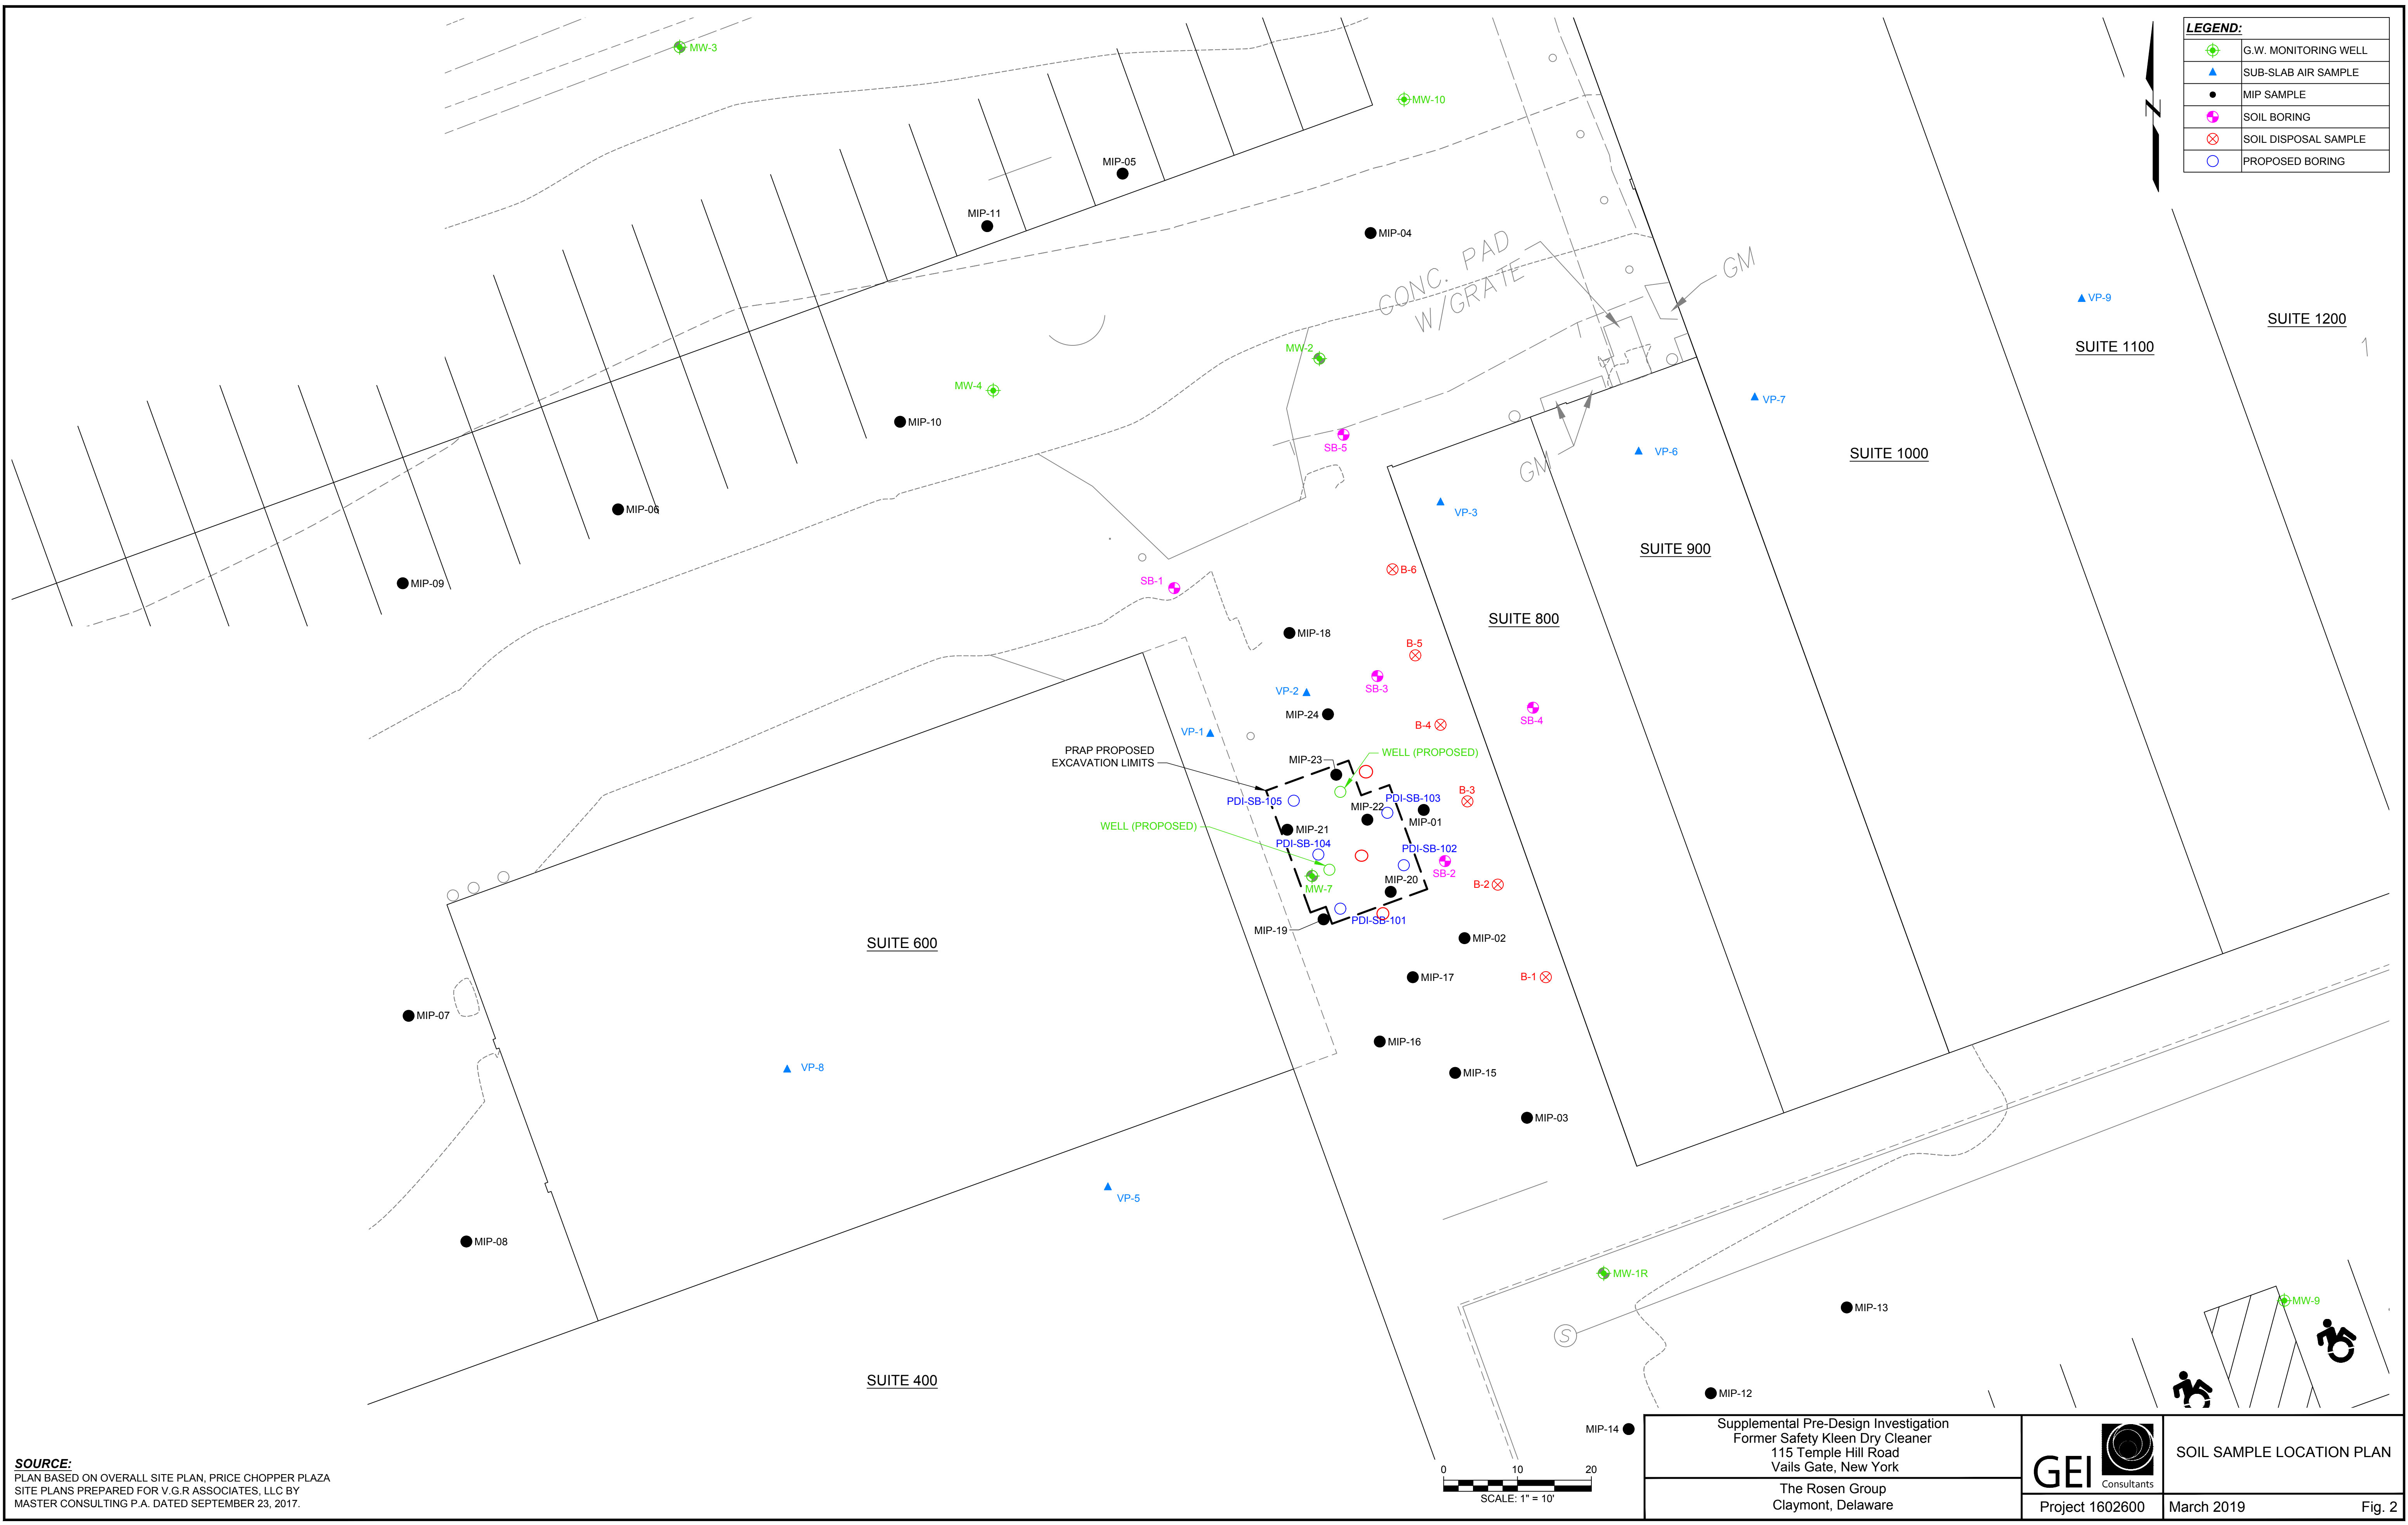 MW-3
MW-10
LEGEND:
G.W. MONITORING WELL
SUB-SLAB AIR SAMPLE
MIP SAMPLE
SOIL BORING
SOIL DISPOSAL SAMPLE
PROPOSED BORING
N
MIP-05
MIP-11
MIP-04
CONC. PAD
W/GRATE
GM
VP-9
SUITE 1200
SUITE 1100
1
MW-2
MW-4
MIP-10
VP-7
SB-5
VP-6
SUITE 1000
GM
MIP-06
VP-3
SUITE 900
B-6
MIP-09
SB-1
SUITE 800
MIP-18
B-5
SB-3
VP-2
MIP-24
SB-4
B-4
VP-1
PRAP PROPOSED
EXCAVATION LIMITS
WELL (PROPOSED)
MIP-23
B-3
PDI-SB-105
PDI-SB-103
MIP-22
MIP-01
WELL (PROPOSED)
MIP-21
PDI-SB-104
PDI-SB-102
SB-2
MIP-20
B-2
MW-7
PDI-SB-101
MIP-19
MIP-02
SUITE 600
MIP-17
B-1
MIP-07
MIP-16
VP-8
MIP-15
MIP-03
VP-5
MIP-08
MW-1R
MIP-13
MW-9
S
SUITE 400
MIP-12
MIP-14
SOURCE:
PLAN BASED ON OVERALL SITE PLAN, PRICE CHOPPER PLAZA
SITE PLANS PREPARED FOR V.G.R ASSOCIATES, LLC BY
MASTER CONSULTING P.A. DATED SEPTEMBER 23, 2017.
0 10 20
SCALE: 1" = 10'
Supplemental Pre-Design Investigation
Former Safety Kleen Dry Cleaner
115 Temple Hill Road
Vails Gate, New York
The Rosen Group
Claymont, Delaware
GEI Consultants
Project 1602600
SOIL SAMPLE LOCATION PLAN
March 2019
Fig. 2